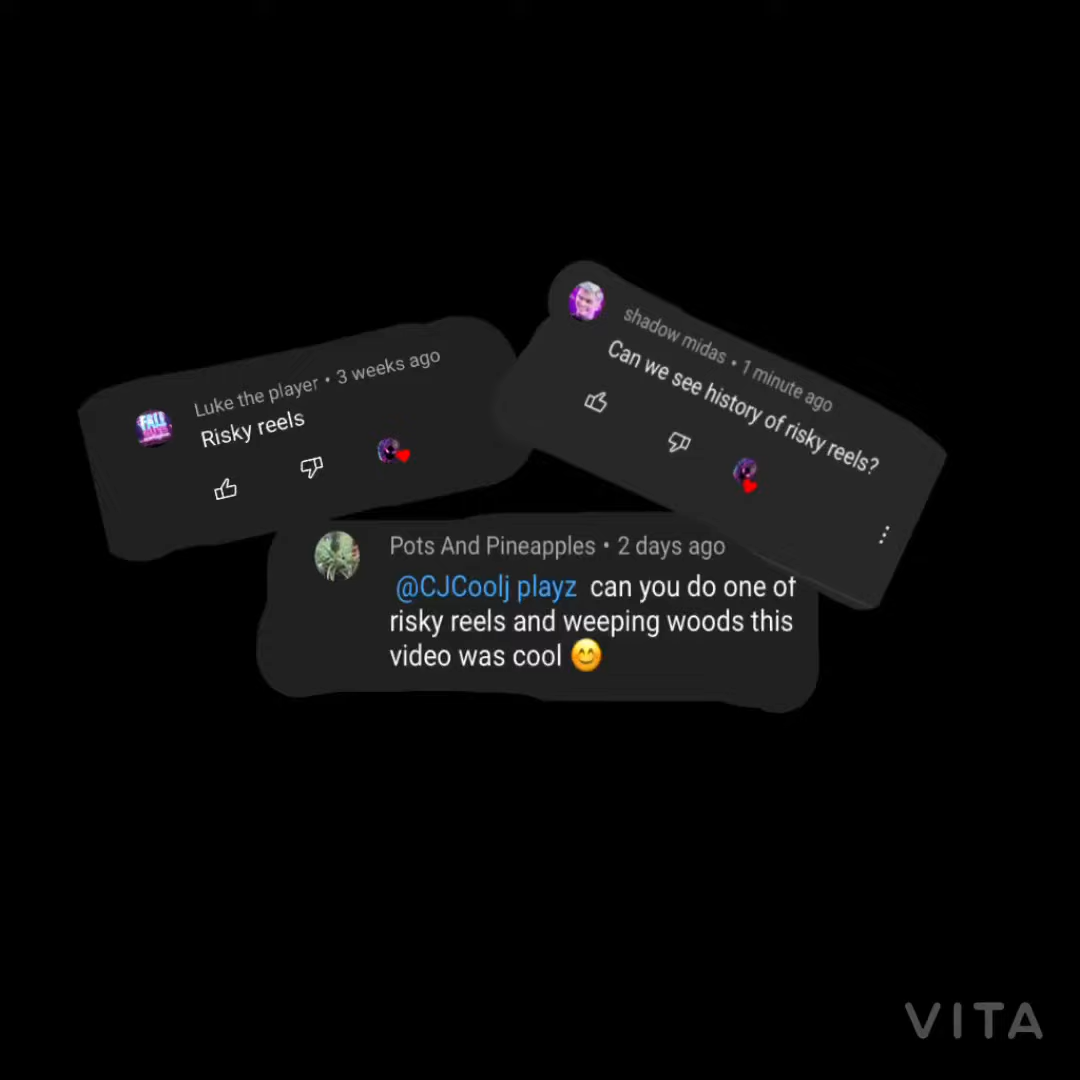 Luke the player • 3 weeks ago
Risky reels
shadow midas • 1 minute ago
Can we see history of risky reels?
Pots And Pineapples • 2 days ago
@CJCoolj playz can you do one of
risky reels and weeping woods this
video was cool 😊
VITA